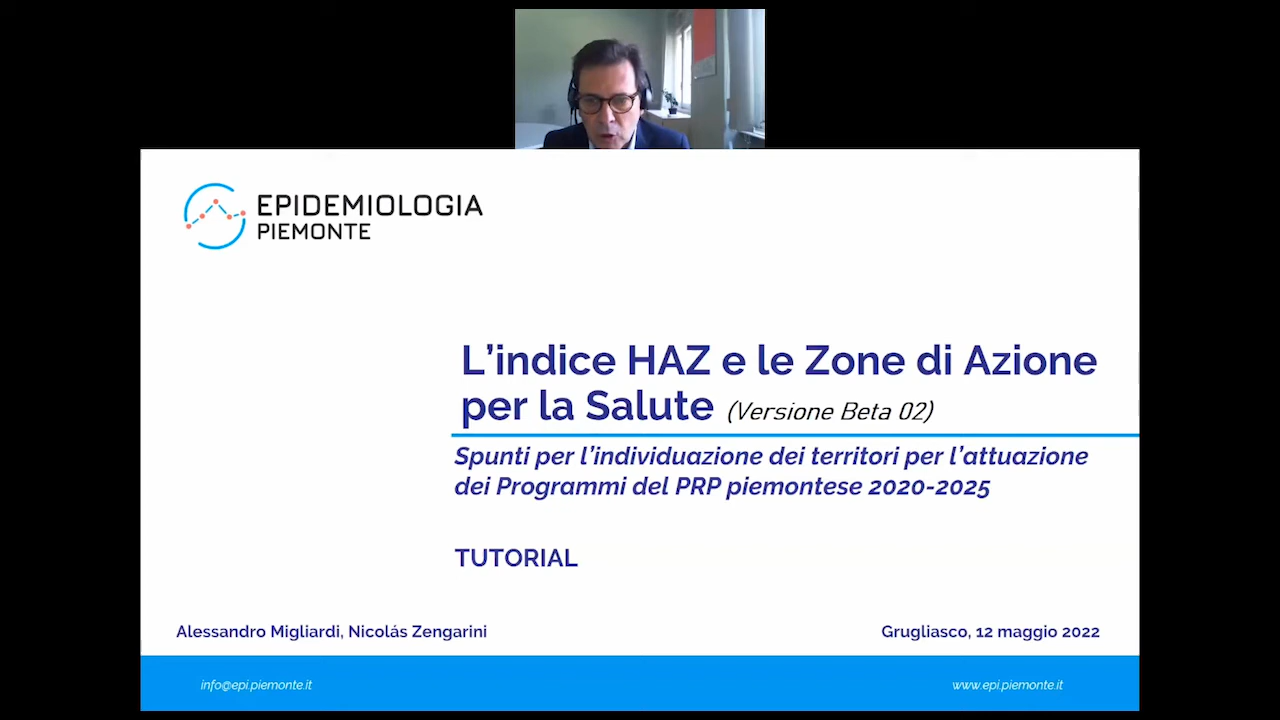 EPIDEMIOLOGIA
PIEMONTE
L’indice HAZ e le Zone di Azione
per la Salute (Versione Beta 02)
Spunti per l’individuazione dei territori per l’attuazione
dei Programmi del PRP piemontese 2020-2025
TUTORIAL
Alessandro Migliardi, Nicolás Zengarini
Grugliasco, 12 maggio 2022
info@epi.piemonte.it
www.epi.piemonte.it